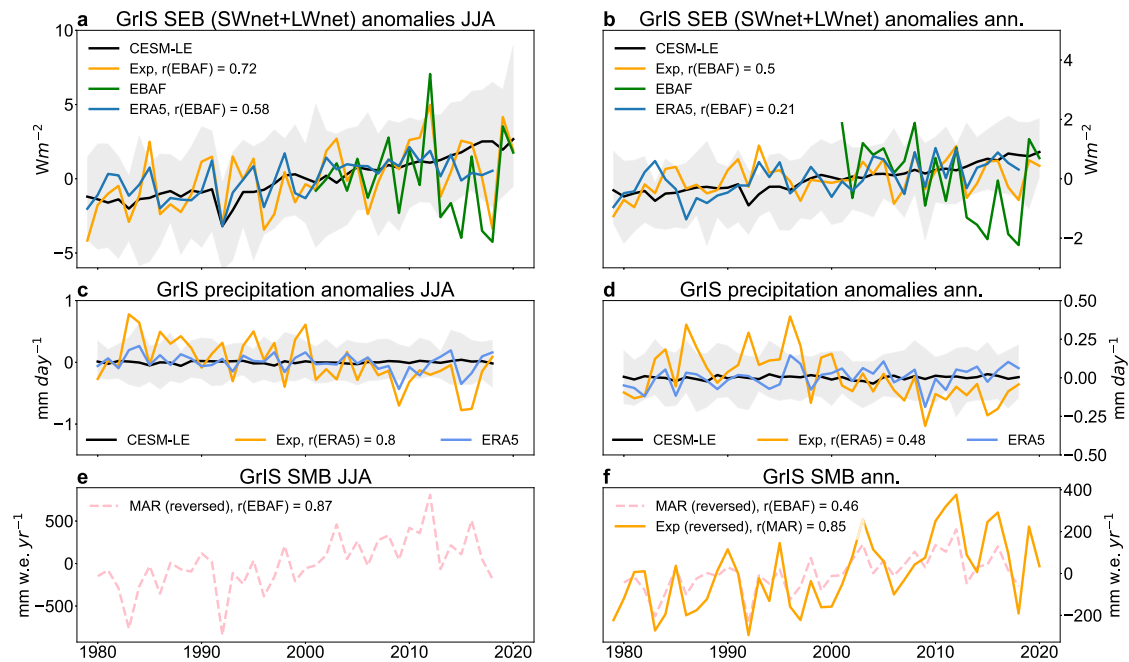 a GrIS SEB (SWnet+LWnet) anomalies JJA
10
5
0
−5
Wm−2
CESM-LE
Exp, r(EBAF) = 0.72
EBAF
ERA5, r(EBAF) = 0.58
b GrIS SEB (SWnet+LWnet) anomalies ann.
CESM-LE
Exp, r(EBAF) = 0.5
EBAF
ERA5, r(EBAF) = 0.21
4
2
0
−2
Wm−2
c GrIS precipitation anomalies JJA
1
0
−1
mm day−1
CESM-LE Exp, r(ERA5) = 0.8 ERA5
d GrIS precipitation anomalies ann.
0.50
0.25
0.00
−0.25
−0.50
mm day−1
CESM-LE Exp, r(ERA5) = 0.48 ERA5
e GrIS SMB JJA
500
0
−500
mm w.e. yr−1
MAR (reversed), r(EBAF) = 0.87
1980 1990 2000 2010 2020
f GrIS SMB ann.
MAR (reversed), r(EBAF) = 0.46
Exp (reversed), r(MAR) = 0.85
400
200
0
−200
mm w.e. yr−1
1980 1990 2000 2010 2020